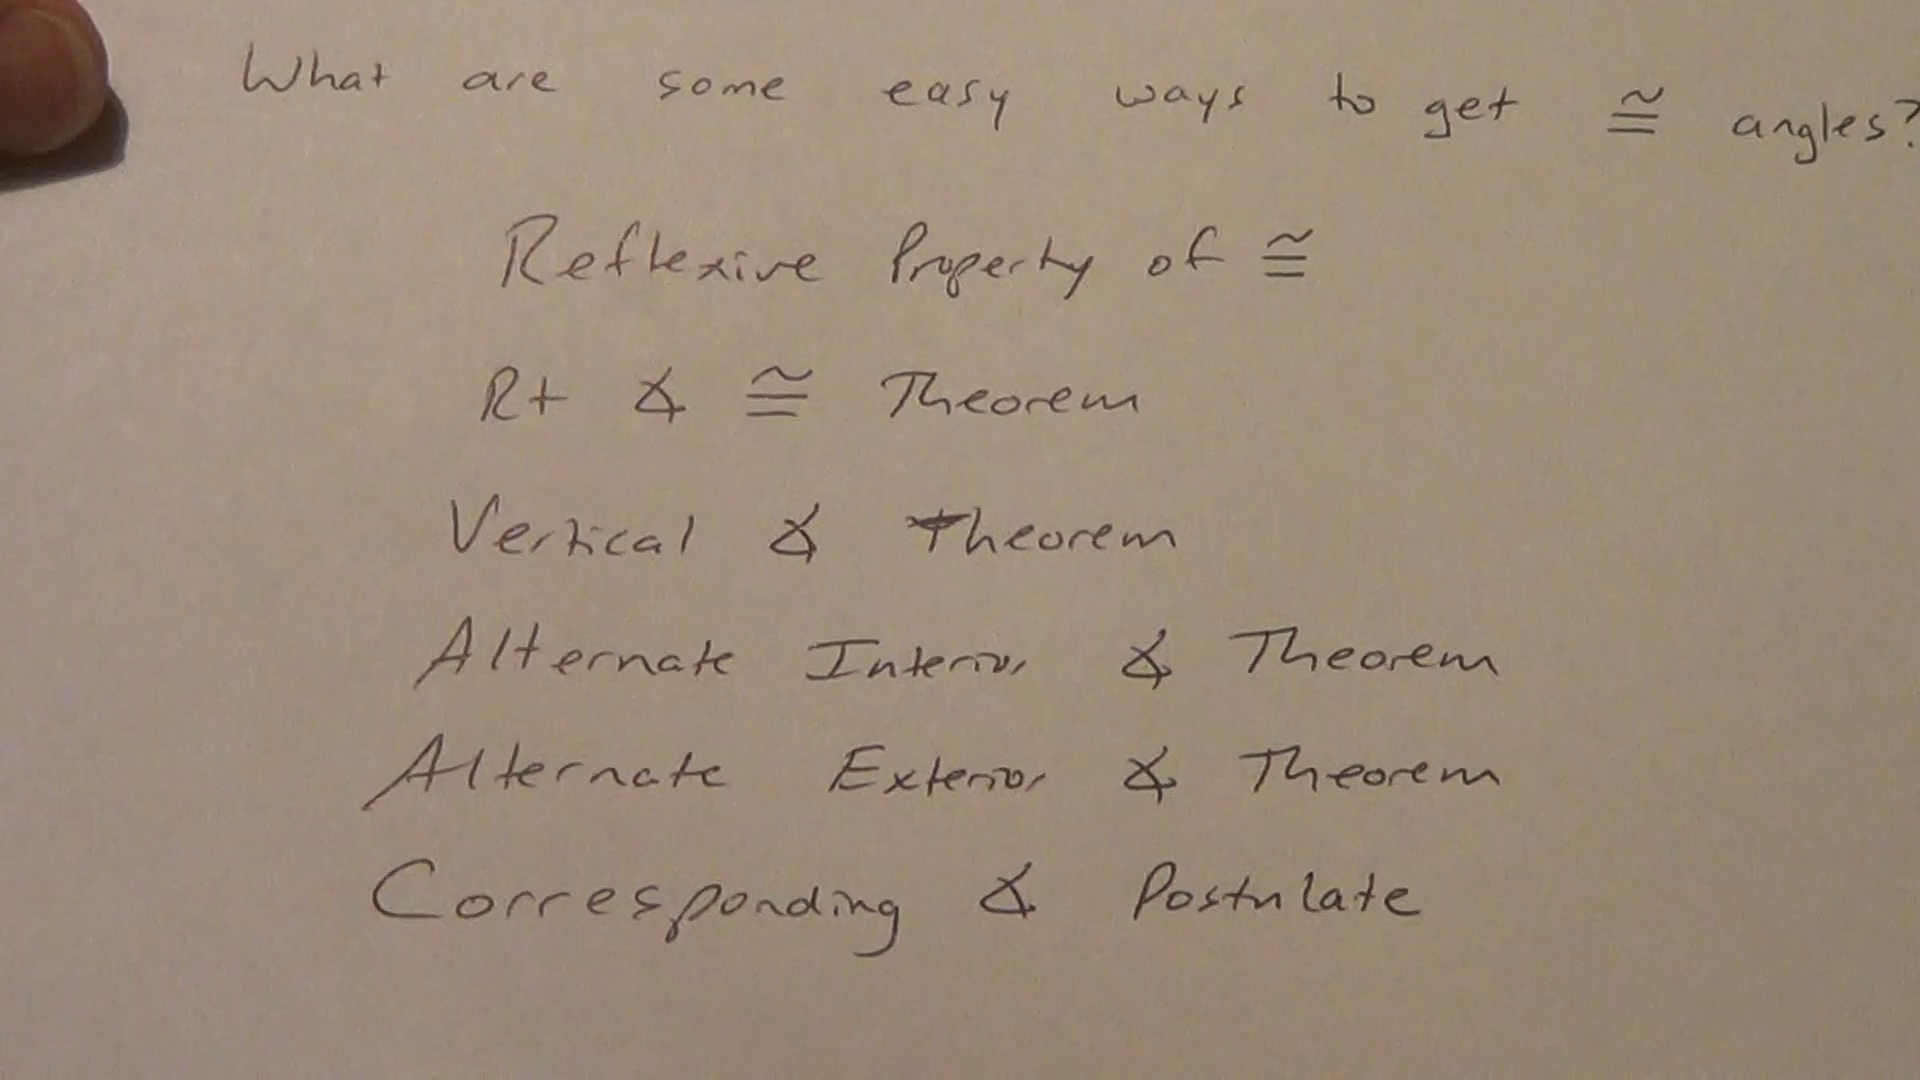 What are some easy ways to get ≅ angles?
Reflexive Property of ≅
Rt ∡ ≅ Theorem
Vertical ∡ Theorem
Alternate Interior ∡ Theorem
Alternate Exterior ∡ Theorem
Corresponding ∡ Postulate